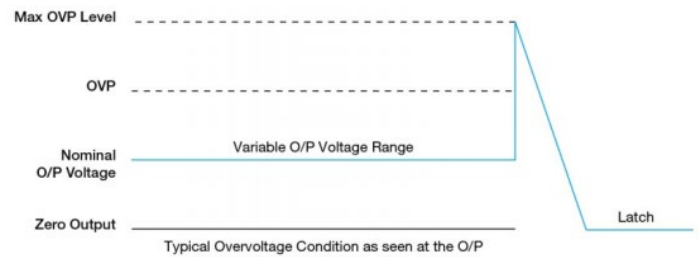 Max OVP Level
OVP
Variable O/P Voltage Range
Nominal
O/P Voltage
Zero Output
Latch
Typical Overvoltage Condition as seen at the O/P